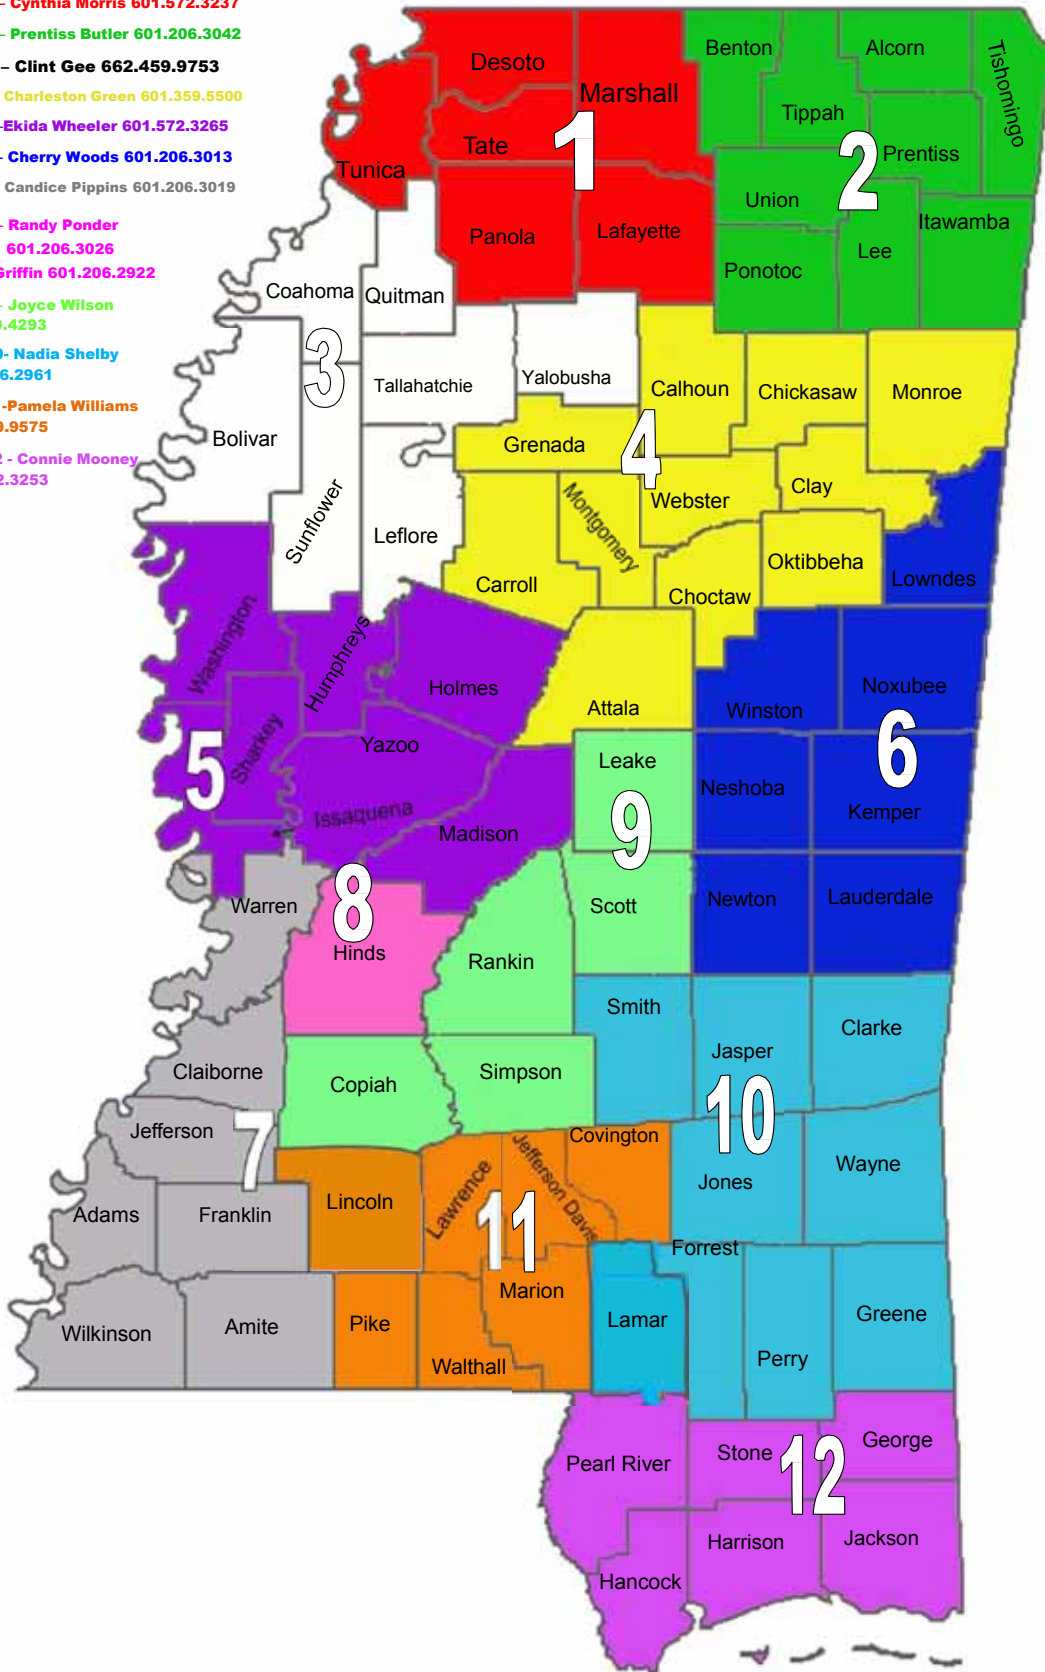 – Cynthia Morris 601.572.3237
– Prentiss Butler 601.206.3042
– Clint Gee 662.459.9753
Charleston Green 601.359.5500
-Ekida Wheeler 601.572.3265
– Cherry Woods 601.206.3013
Candice Pippins 601.206.3019
– Randy Ponder
601.206.3026
Griffin 601.206.2922
– Joyce Wilson
.4293
- Nadia Shelby
6.2961
-Pamela Williams
9.9575
2 - Connie Mooney
2.3253
Desoto
Marshall
Tate
Tunica
Panola
Lafayette
1
Benton
Alcorn
Tishomingo
Tippah
Prentiss
2
Union
Itawamba
Lee
Ponotoc
Coahoma
Quitman
3
Tallahatchie
Yalobusha
Bolivar
Sunflower
Leflore
Calhoun
Chickasaw
Monroe
Grenada
4
Webster
Clay
Montgomery
Carroll
Choctaw
Oktibbeha
Attala
Lowndes
Washington
Humphreys
Holmes
Sharkey
Yazoo
5
Issaquena
Madison
Winston
Noxubee
6
Neshoba
Kemper
Newton
Lauderdale
Leake
9
Scott
Rankin
8
Hinds
Warren
Claiborne
Copiah
Simpson
Smith
Jasper
Clarke
10
Jefferson
7
Adams
Franklin
Wilkinson
Amite
Lincoln
Lawrence
Jefferson Davis
Covington
11
Marion
Pike
Walthall
Jones
Wayne
Forrest
Lamar
Perry
Greene
Pearl River
Stone
George
12
Harrison
Jackson
Hancock